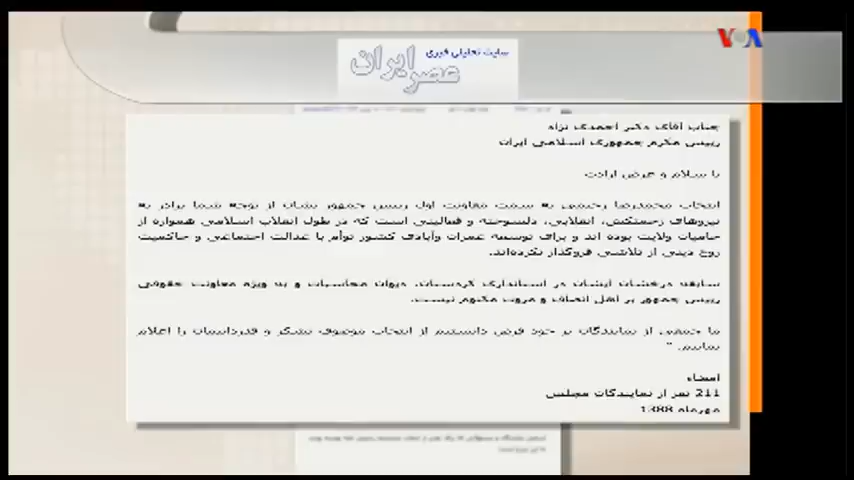 VOA
سایت تحلیلی خبری
عصر ایران
جناب آقای دکتر احمدی نژاد
رییس مکرم جمهوری اسلامی ایران
با سلام و عرض ارادت
انتخاب محمدرضا رحیمی به سمت معاونت اول رییس جمهور نشان از توجه شما برادر به
نیروهای زحمتکش، انقلابی، دلسوخته و فعالیتی است که در طول انقلاب اسلامی همواره از
حامیان ولایت بوده اند و برای توسعه عمران وآبادی کشور توأم با عدالت اجتماعی و حاکمیت
روح دینی از تلاشی فروگذار نکرده‌اند.
سابقه درخشان ایشان در استانداری کردستان، دیوان محاسبات و به ویژه معاونت حقوقی
رییس جمهور بر اهل انصاف و مروت مکتوم نیست.
ما جمعی از نمایندگان بر خود فرض دانستیم از انتخاب موصوف تشکر و قدردانیمان را اعلام
نماییم. "
امضاء
211 نفر از نمایندگان مجلس
مهرماه 1388